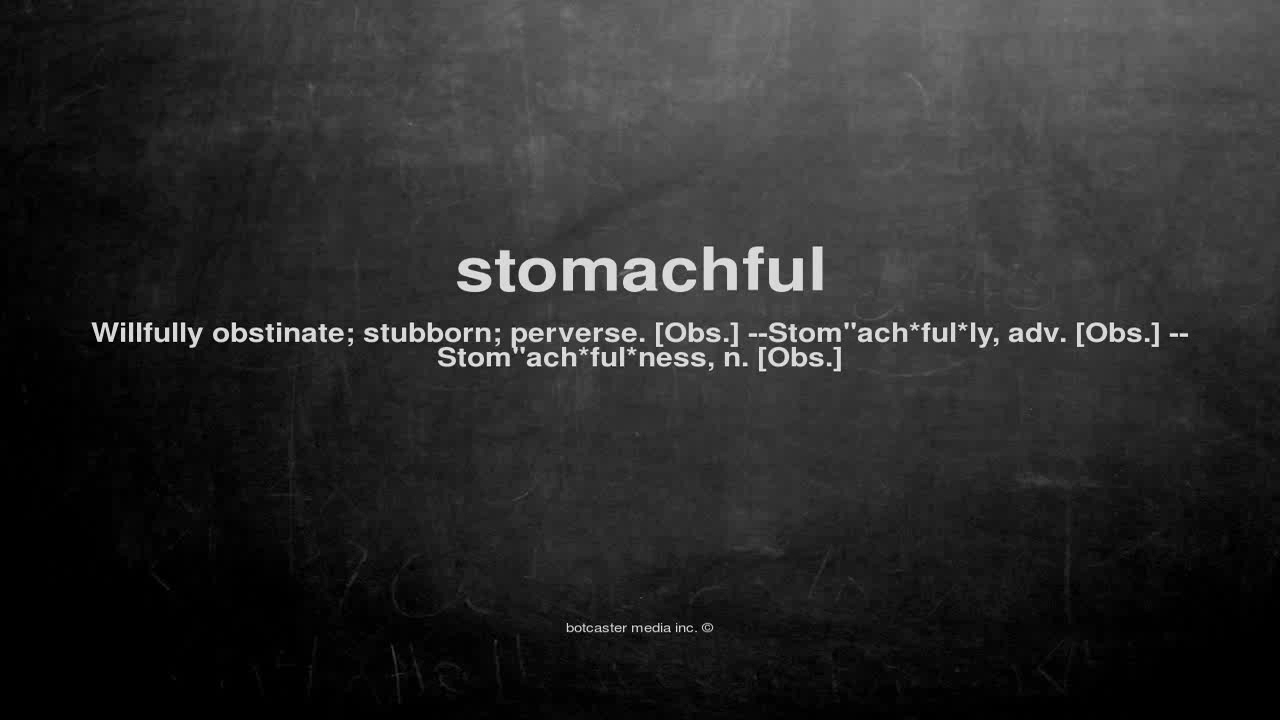 stomachful
Willfully obstinate; stubborn; perverse. [Obs.] --Stom"ach*ful*ly, adv. [Obs.] --
Stom"ach*ful*ness, n. [Obs.]
botcaster media inc. ©